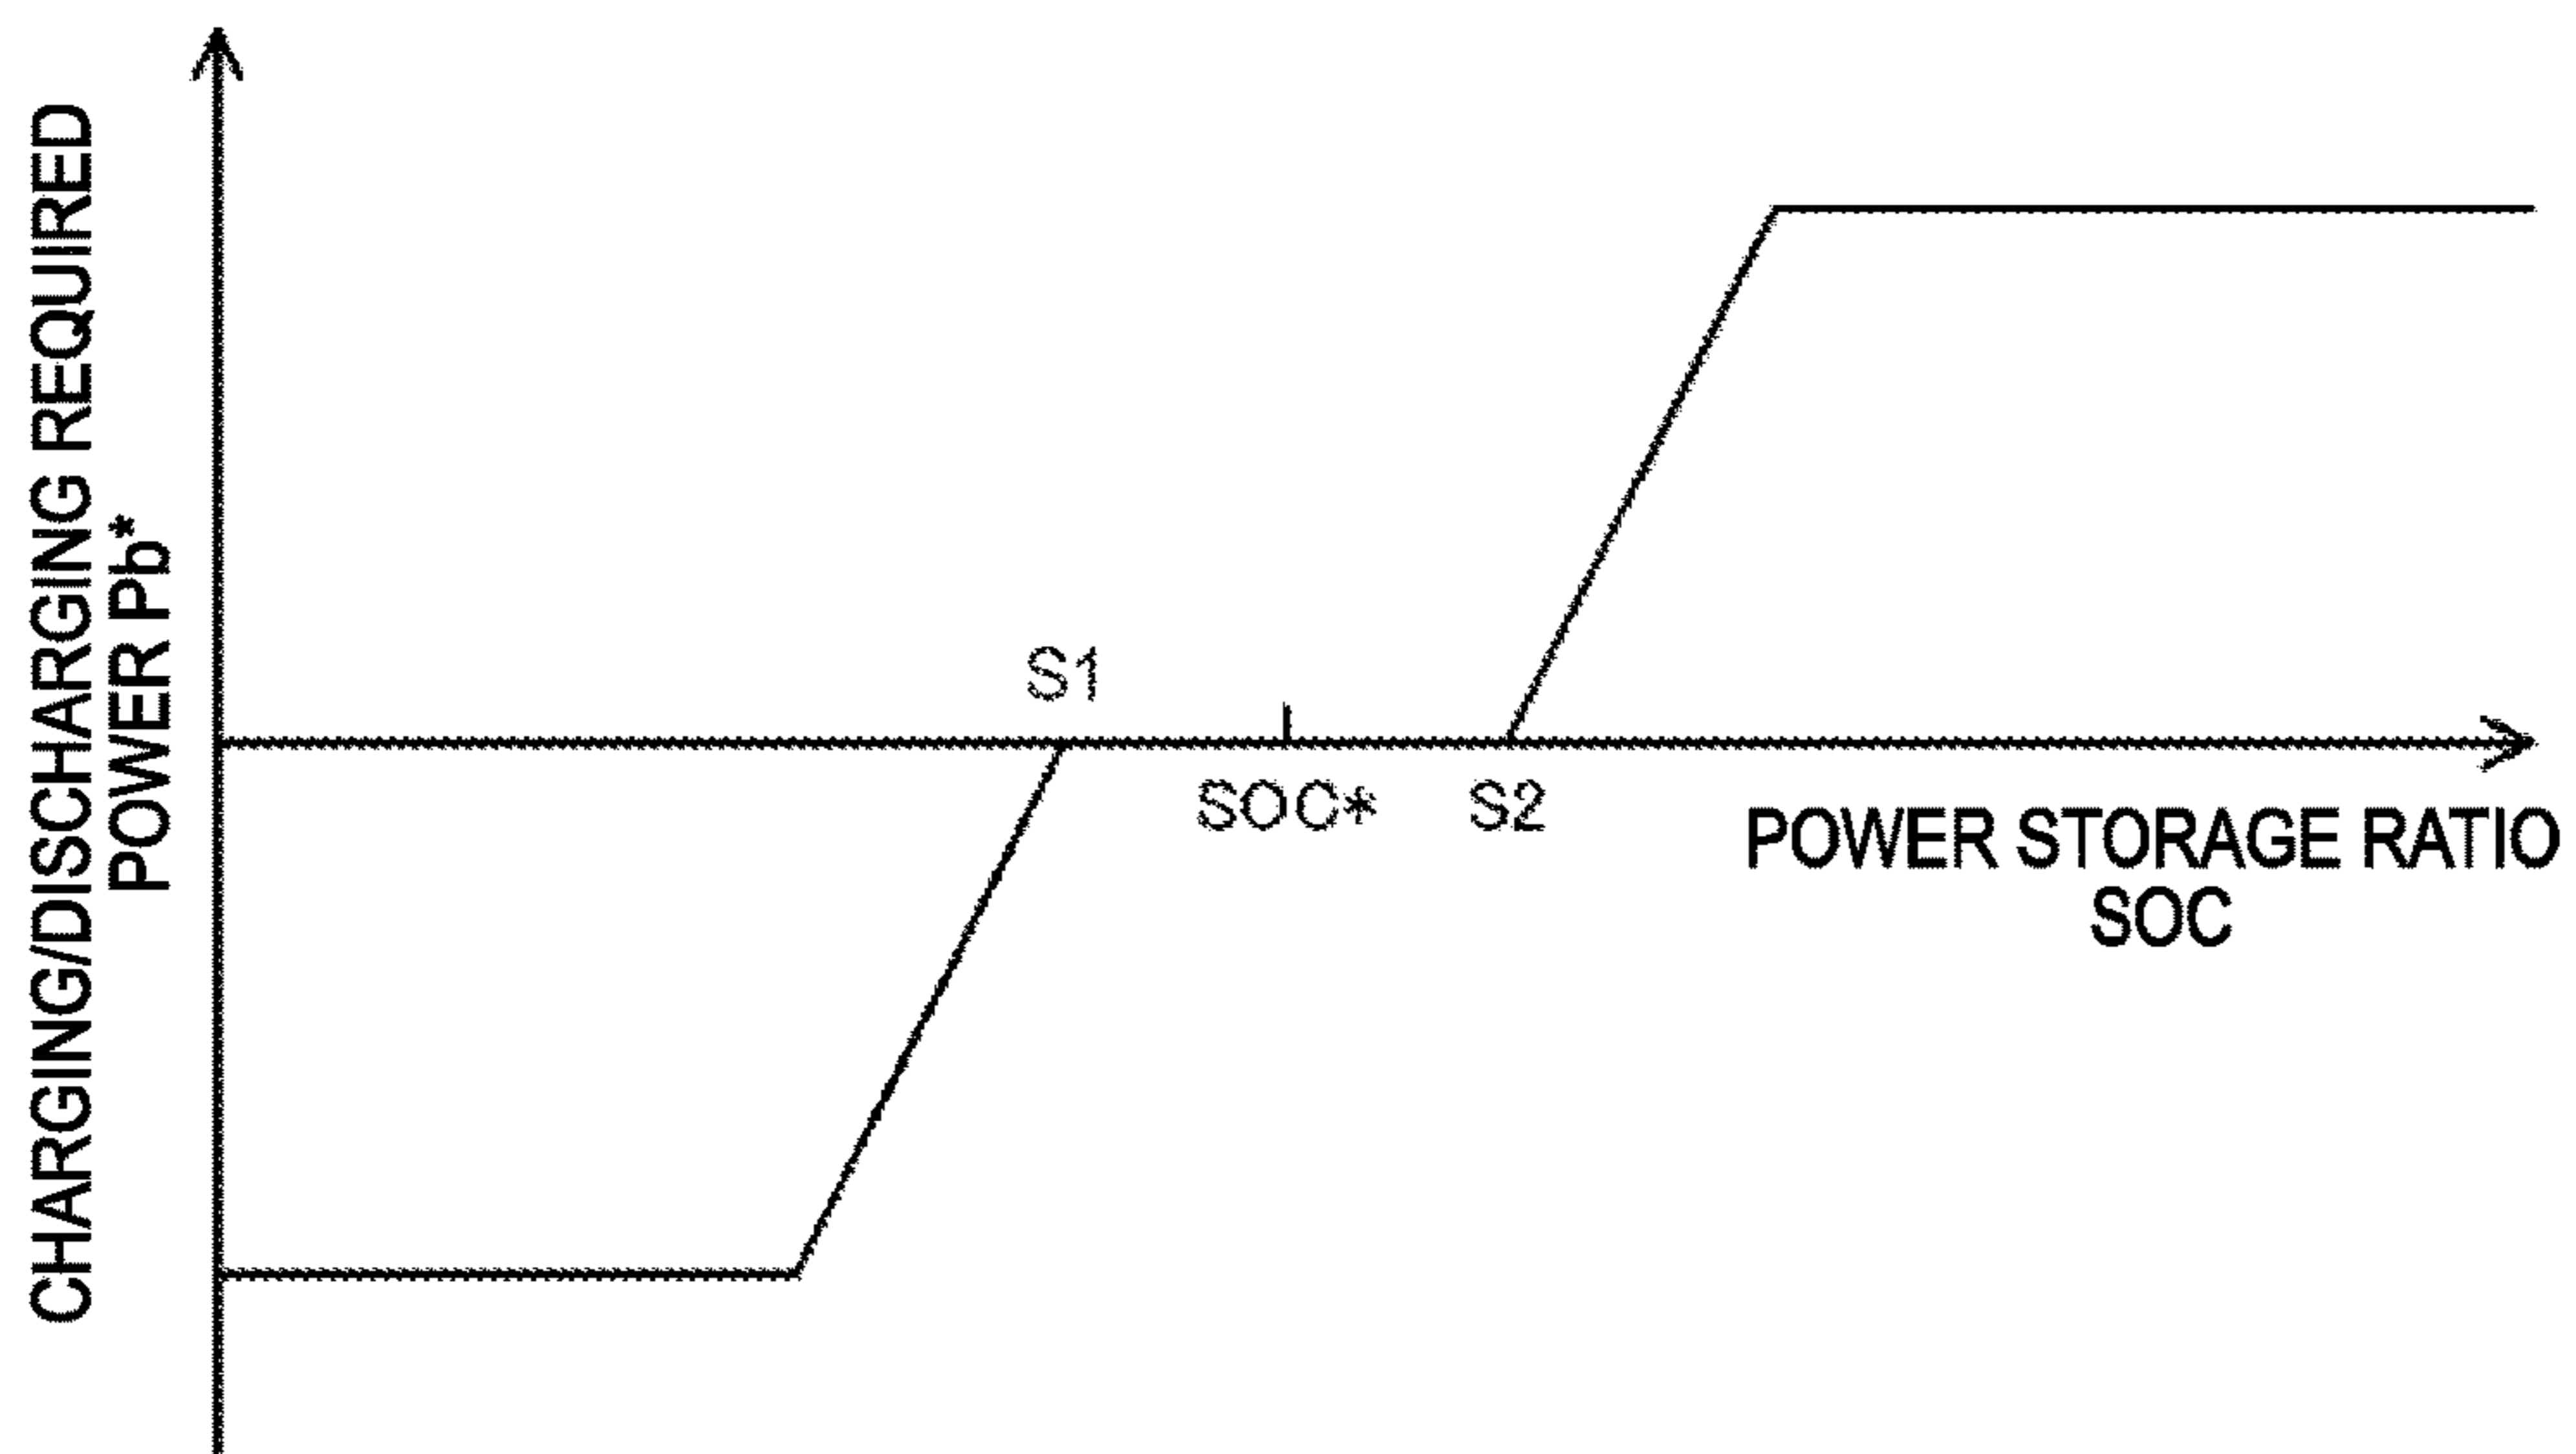 CHARGING/DISCHARGING REQUIRED
POWER Pb*
S1
SOC*
S2
POWER STORAGE RATIO
SOC